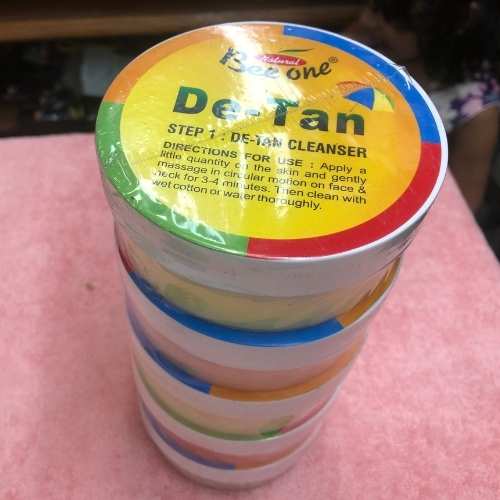 Natural
Bee one®
De-Tan
STEP 1 : DE-TAN CLEANSER
DIRECTIONS FOR USE : Apply a
little quantity on the skin and gently
massage in circular motion on face &
neck for 3-4 minutes. Then clean with
wet cotton or water thoroughly.